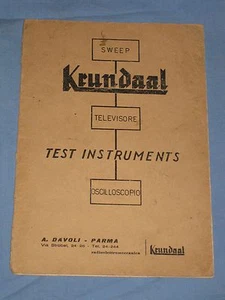 SWEEP
Krundaal
TELEVISORE
TEST INSTRUMENTS
OSCILLOSCOPIO
A. DAVOLI - PARMA
Krundaal